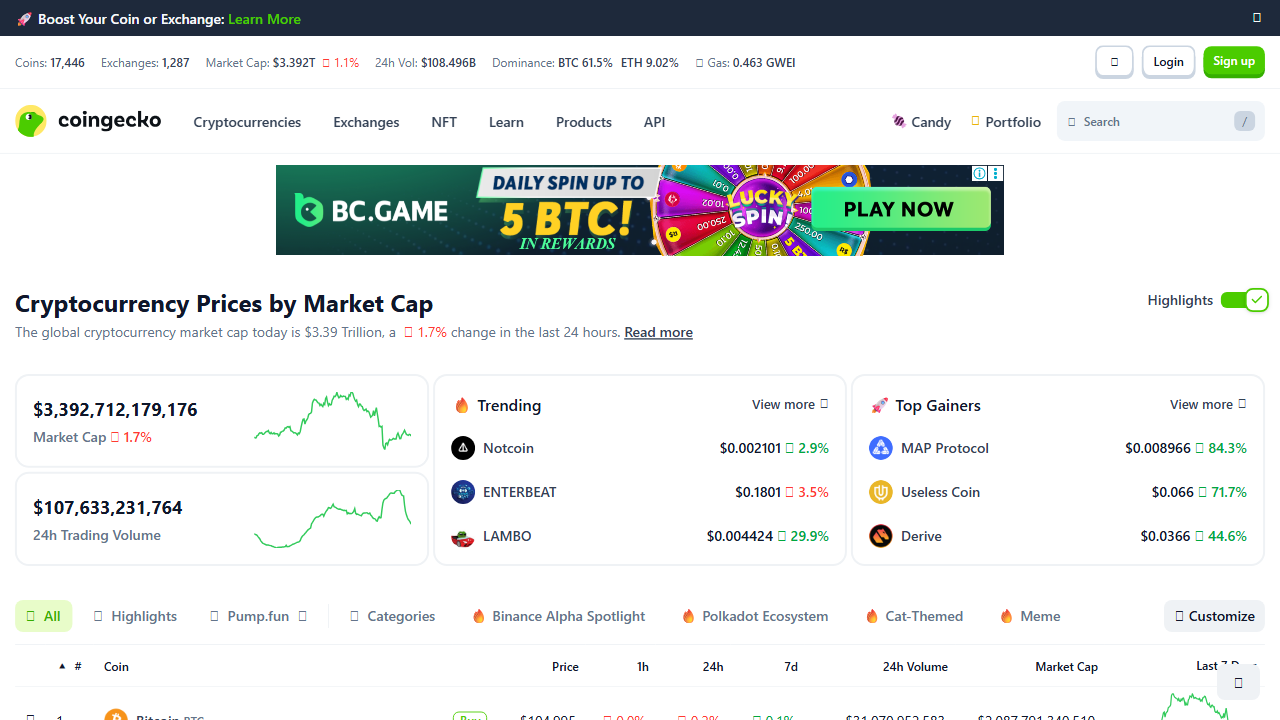 🚀 Boost Your Coin or Exchange: Learn More
Coins: 17,446 Exchanges: 1,287 Market Cap: $3.392T 1.1% 24h Vol: $108.496B Dominance: BTC 61.5% ETH 9.02% Gas: 0.463 GWEI Login Sign up
coingecko Cryptocurrencies Exchanges NFT Learn Products API Candy Portfolio Search /
BC.GAME DAILY SPIN UP TO 5 BTC! IN REWARDS LUCKY SPIN! PLAY NOW
Cryptocurrency Prices by Market Cap Highlights
The global cryptocurrency market cap today is $3.39 Trillion, a 1.7% change in the last 24 hours. Read more
$3,392,712,179,176
Market Cap 1.7%
$107,633,231,764
24h Trading Volume
🔥 Trending View more
Notcoin $0.002101 2.9%
ENTERBEAT $0.1801 3.5%
LAMBO $0.004424 29.9%
🚀 Top Gainers View more
MAP Protocol $0.008966 84.3%
Useless Coin $0.066 71.7%
Derive $0.0366 44.6%
All Highlights Pump.fun Categories 🔥 Binance Alpha Spotlight 🔥 Polkadot Ecosystem 🔥 Cat-Themed 🔥 Meme Customize
▲ # Coin Price 1h 24h 7d 24h Volume Market Cap Last 7 Days
1 Bitcoin BTC Buy $104,995 0.0% 0.2% 0.1%